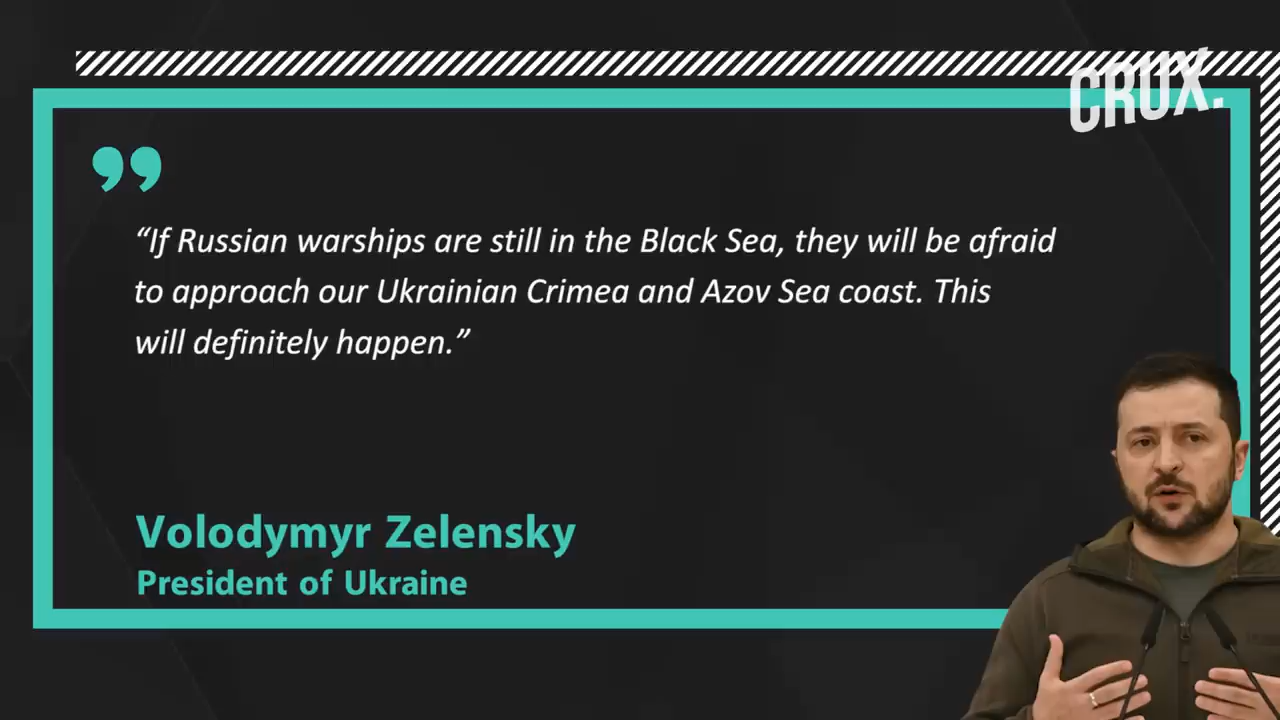 CRUX.
“If Russian warships are still in the Black Sea, they will be afraid
to approach our Ukrainian Crimea and Azov Sea coast. This
will definitely happen.”
Volodymyr Zelensky
President of Ukraine